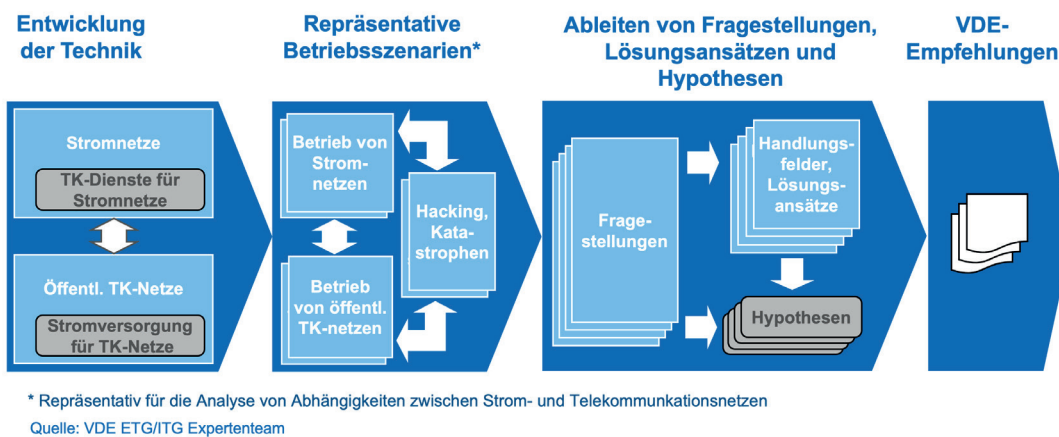 Entwicklung
der Technik
Repräsentative
Betriebsszenarien*
Ableiten von Fragestellungen,
Lösungsansätzen und
Hypothesen
VDE-
Empfehlungen
Stromnetze
TK-Dienste für
Stromnetze
Öffentl. TK-Netze
Stromversorgung
für TK-Netze
Betrieb von
Strom-
netzen
Hacking,
Kata-
strophen
Betrieb
von öffentl.
TK-netzen
Frage-
stellungen
Handlungs-
felder,
Lösungs-
ansätze
Hypothesen
* Repräsentativ für die Analyse von Abhängigkeiten zwischen Strom- und Telekommunkationsnetzen
Quelle: VDE ETG/ITG Expertenteam